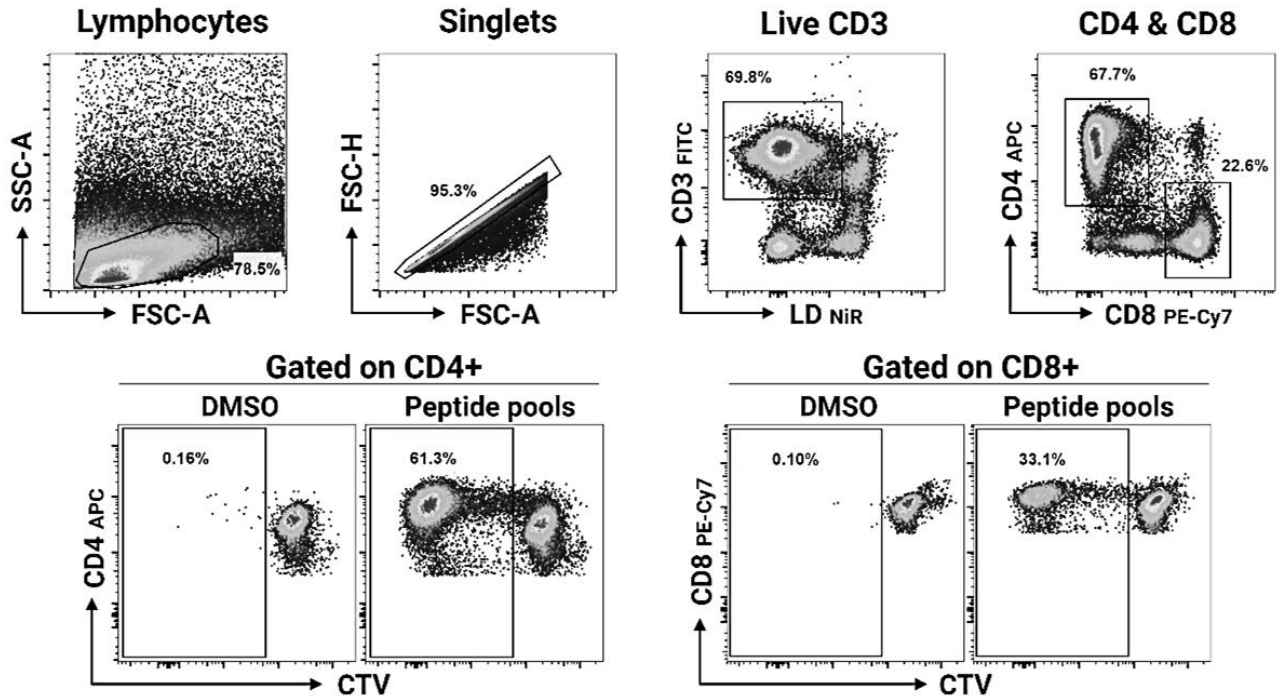 Lymphocytes
SSC-A
78.5%
FSC-A
Singlets
FSC-H
95.3%
FSC-A
Live CD3
CD3 FITC
69.8%
LD NiR
CD4 & CD8
CD4 APC
67.7%
22.6%
CD8 PE-Cy7
Gated on CD4+
DMSO
Peptide pools
CD4 APC
0.16%
61.3%
CTV
Gated on CD8+
DMSO
Peptide pools
CD8 PE-Cy7
0.10%
33.1%
CTV